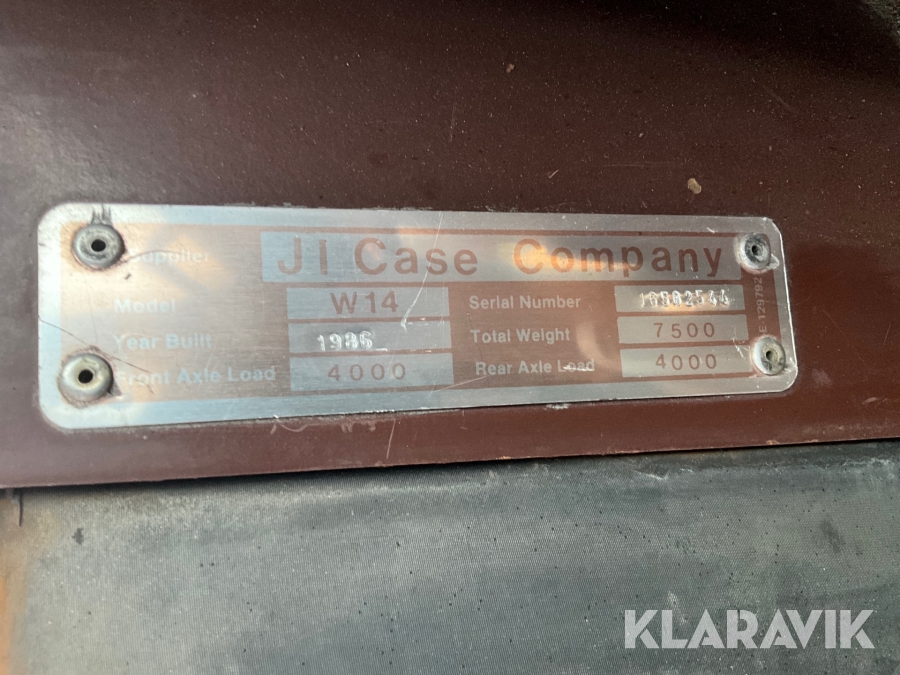 Supplier JI Case Company
Model W14 Serial Number
Year Built 1986 Total Weight 7500
Front Axle Load 4000 Rear Axle Load 4000
KLARAVIK